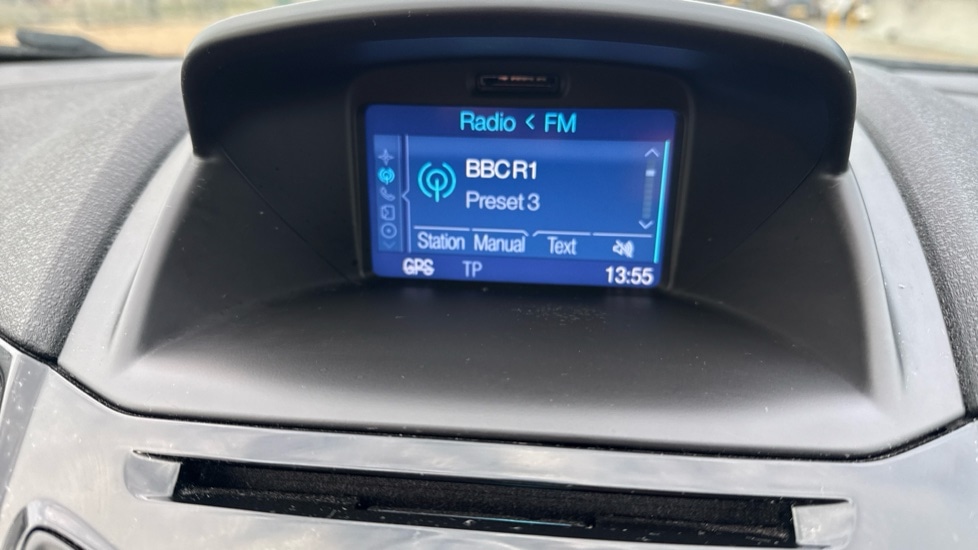 Radio < FM
BBC R1
Preset 3
Station Manual Text
GPS TP 13:55